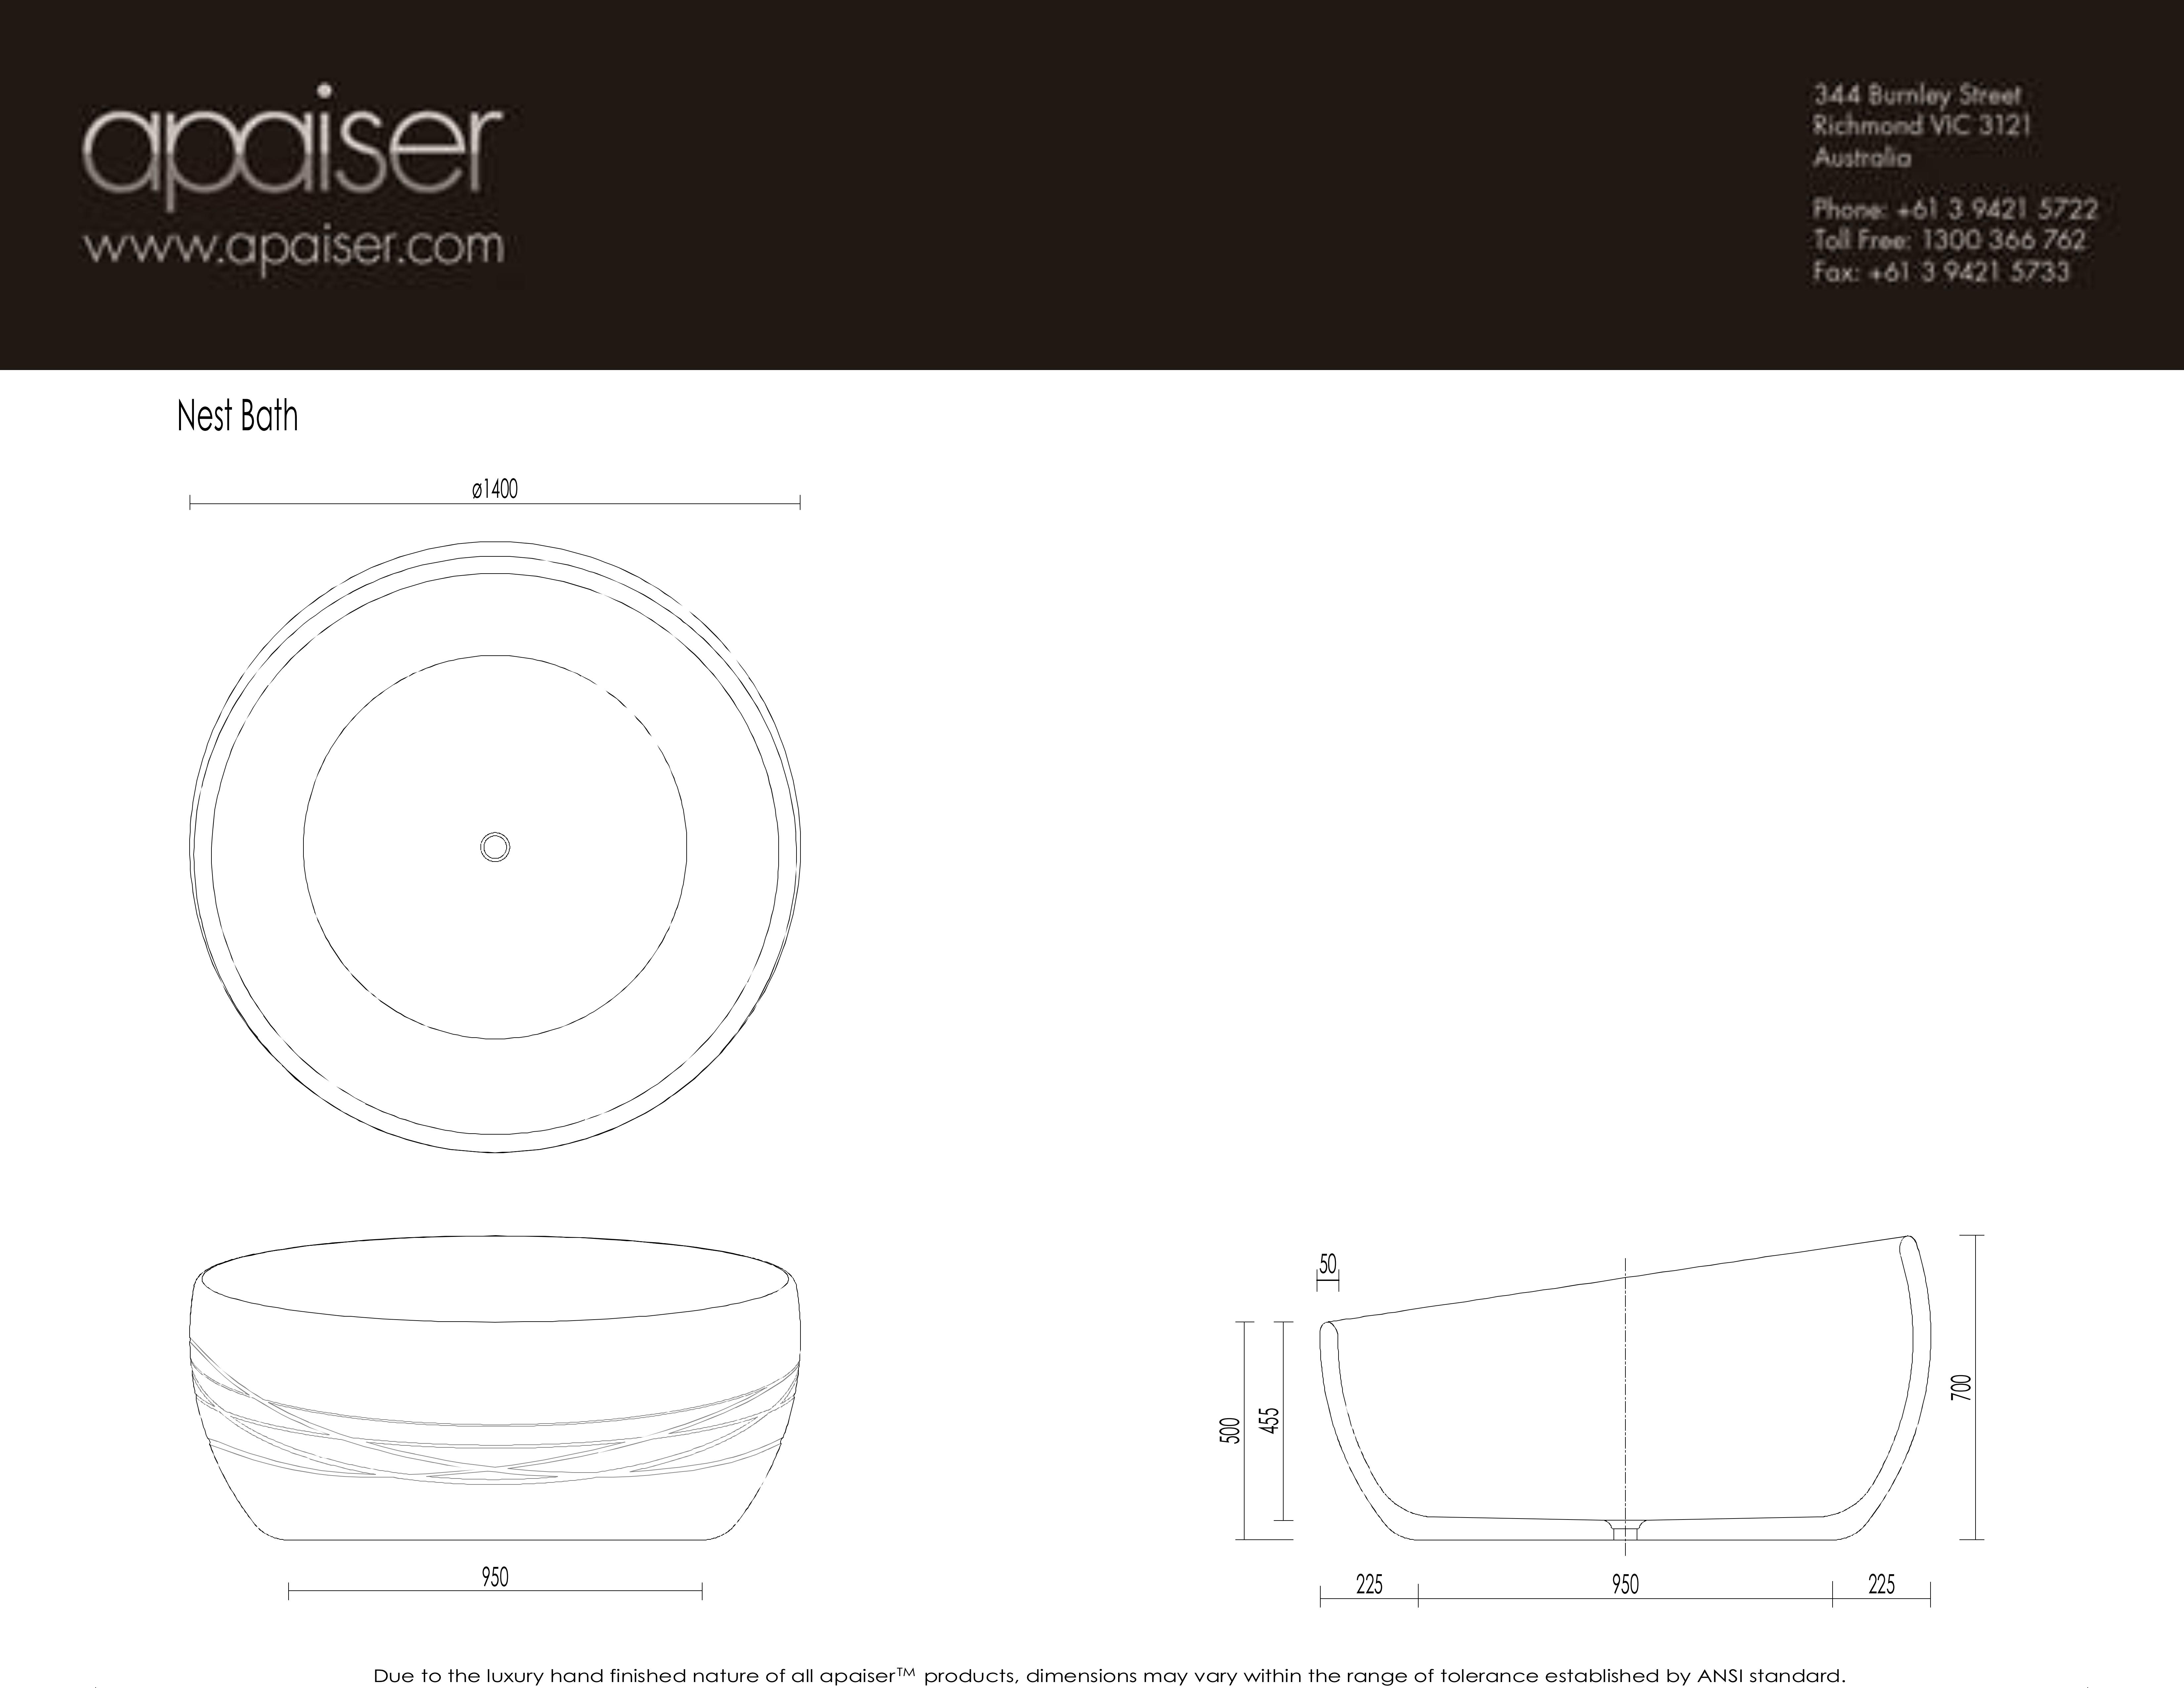 apaiser
www.apaiser.com
344 Burnley Street
Richmond VIC 3121
Australia
Phone: +61 3 9421 5722
Toll Free: 1300 366 762
Fax: +61 3 9421 5733
Nest Bath
ø1400
50
500
455
700
950
225
950
225
Due to the luxury hand finished nature of all apaiser™ products, dimensions may vary within the range of tolerance established by ANSI standard.